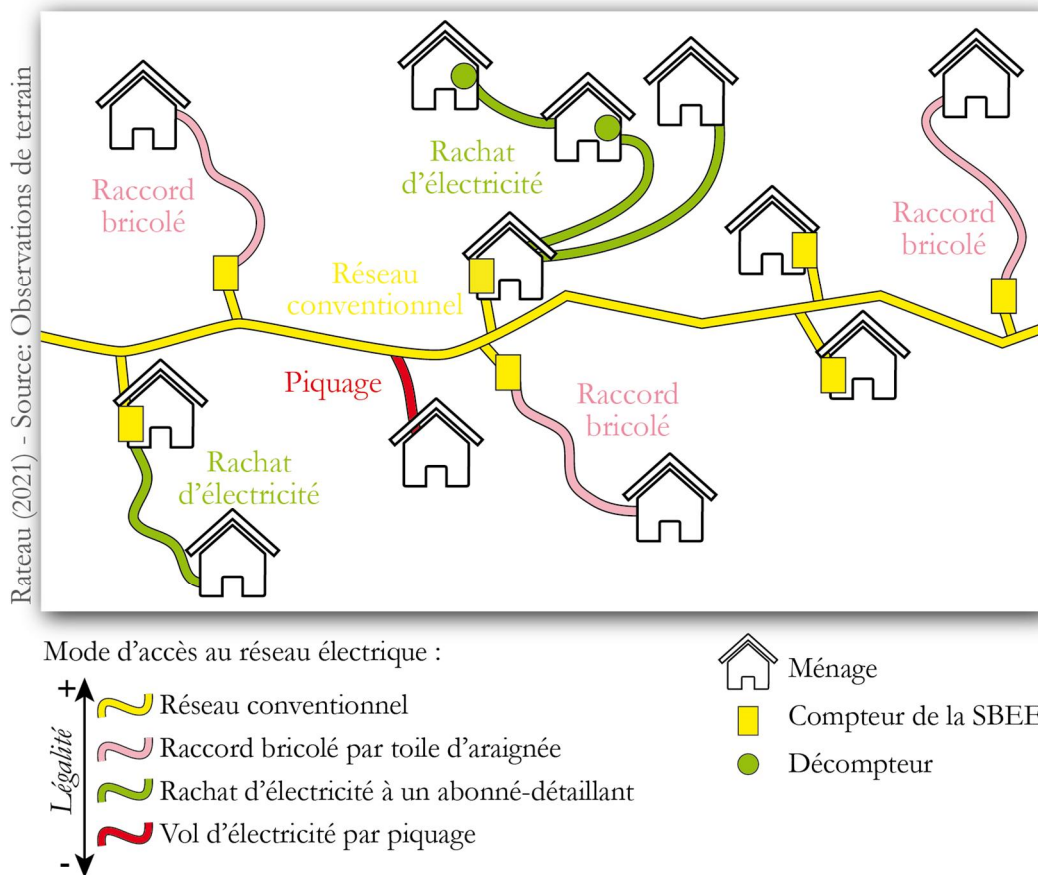 Rateau (2021) - Source: Observations de terrain
Raccord
bricolé
Rachat
d'électricité
Raccord
bricolé
Réseau
conventionnel
Piquage
Raccord
bricolé
Rachat
d'électricité
Mode d'accès au réseau électrique :
+
Légalité
-
Réseau conventionnel
Raccord bricolé par toile d'araignée
Rachat d'électricité à un abonné-détaillant
Vol d'électricité par piquage
Ménage
Compteur de la SBEE
Décompteur